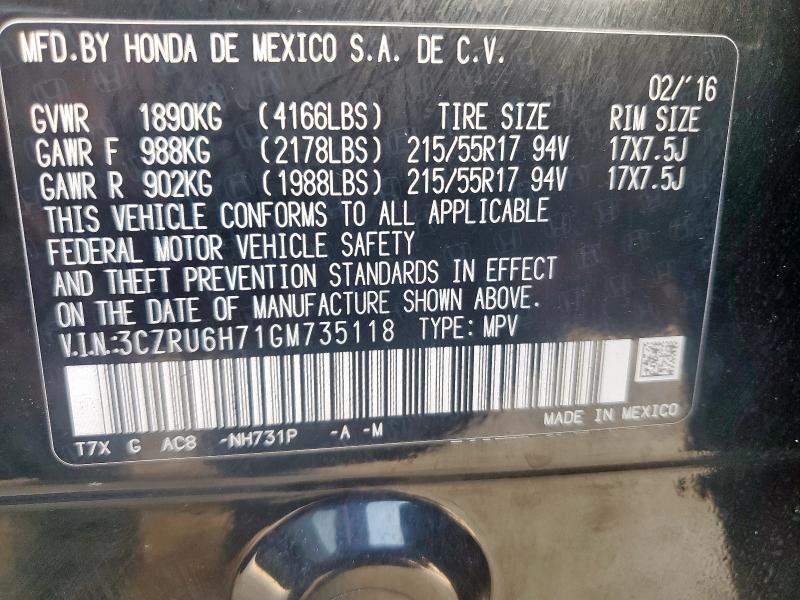 MFD.BY HONDA DE MEXICO S.A. DE C.V.
02/'16
GVWR 1890KG (4166LBS) TIRE SIZE RIM SIZE
GAWR F 988KG (2178LBS) 215/55R17 94V 17X7.5J
GAWR R 902KG (1988LBS) 215/55R17 94V 17X7.5J
THIS VEHICLE CONFORMS TO ALL APPLICABLE
FEDERAL MOTOR VEHICLE SAFETY
AND THEFT PREVENTION STANDARDS IN EFFECT
ON THE DATE OF MANUFACTURE SHOWN ABOVE.
V.I.N.:3CZRU6H71GM735118 TYPE: MPV
MADE IN MEXICO
T7X G AC8 -NH731P -A -M